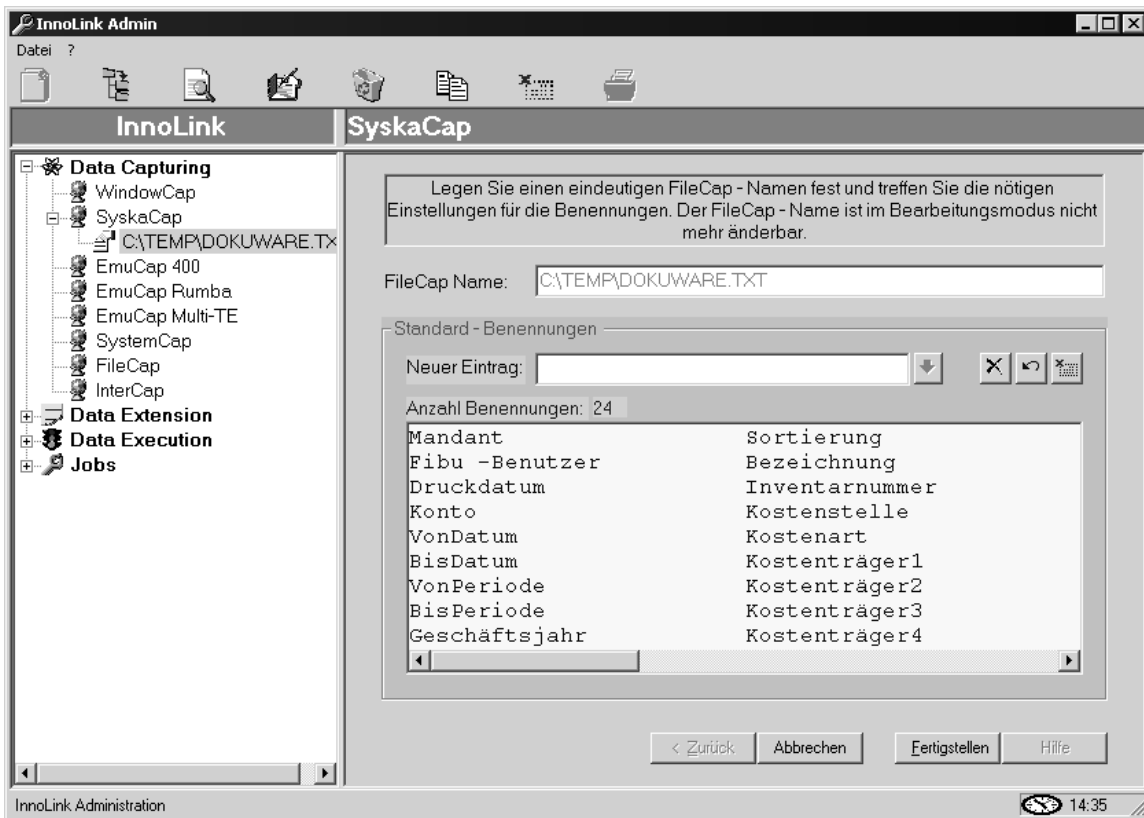 InnoLink Admin
Datei ?
InnoLink
SyskaCap
Data Capturing
WindowCap
SyskaCap
C:\TEMP\DOKUWARE.TX
EmuCap 400
EmuCap Rumba
EmuCap Multi-TE
SystemCap
FileCap
InterCap
Data Extension
Data Execution
Jobs
Legen Sie einen eindeutigen FileCap - Namen fest und treffen Sie die nötigen
Einstellungen für die Benennungen. Der FileCap - Name ist im Bearbeitungsmodus nicht
mehr änderbar.
FileCap Name: C:\TEMP\DOKUWARE.TXT
Standard - Benennungen
Neuer Eintrag:
Anzahl Benennungen: 24
Mandant Sortierung
Fibu -Benutzer Bezeichnung
Druckdatum Inventarnummer
Konto Kostenstelle
VonDatum Kostenart
BisDatum Kostenträger1
VonPeriode Kostenträger2
BisPeriode Kostenträger3
Geschäftsjahr Kostenträger4
< Zurück Abbrechen Fertigstellen Hilfe
InnoLink Administration 14:35